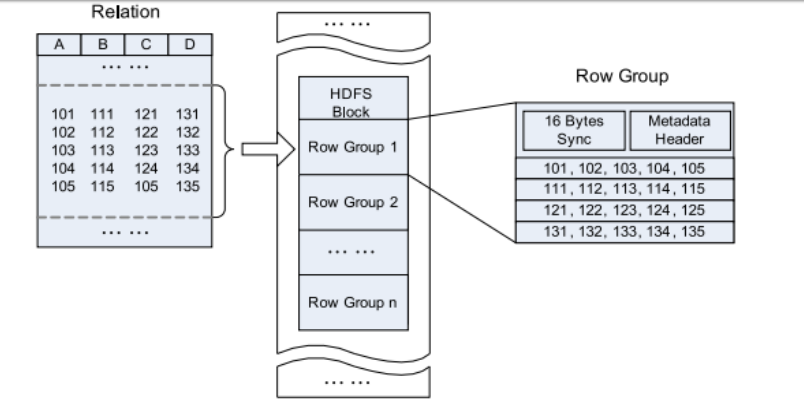 Relation
A B C D
... ...
101 111 121 131
102 112 122 132
103 113 123 133
104 114 124 134
105 115 105 135
... ...
... ...
HDFS
Block
Row Group 1
Row Group 2
... ...
Row Group n
... ...
Row Group
16 Bytes
Sync
Metadata
Header
101, 102, 103, 104, 105
111, 112, 113, 114, 115
121, 122, 123, 124, 125
131, 132, 133, 134, 135